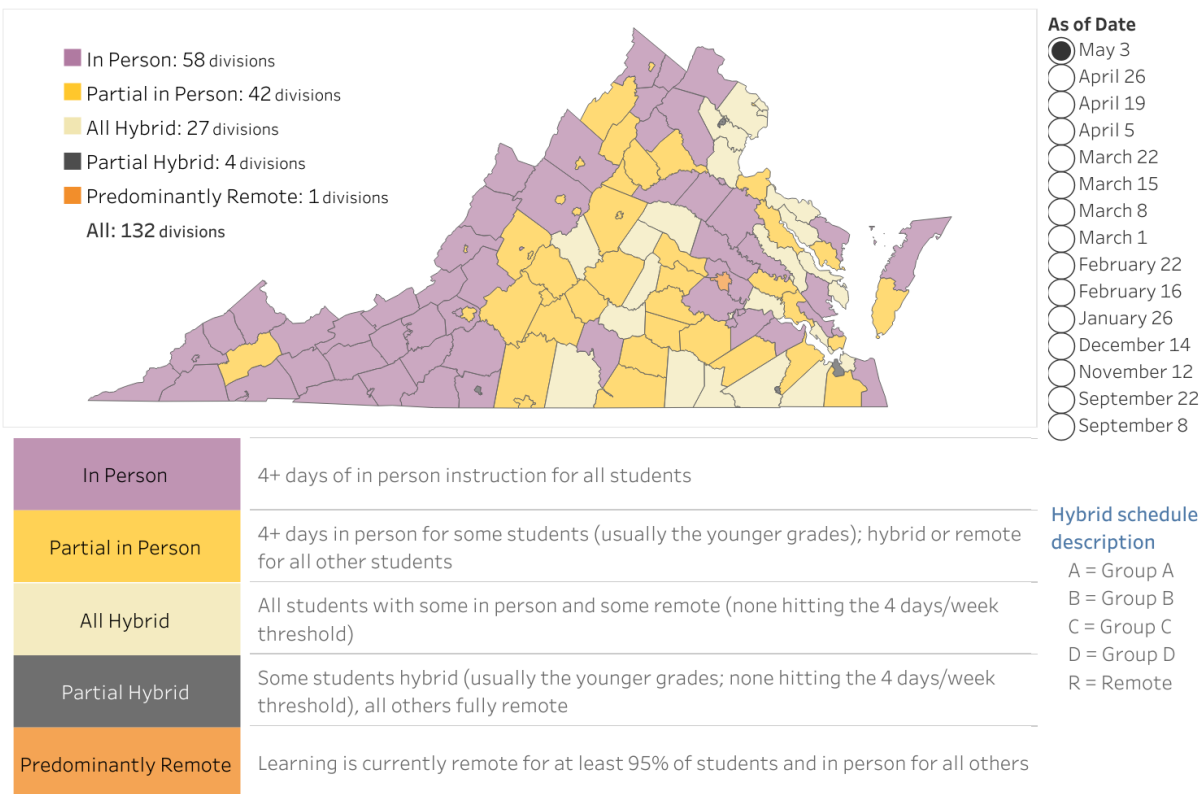 In Person: 58 divisions
Partial in Person: 42 divisions
All Hybrid: 27 divisions
Partial Hybrid: 4 divisions
Predominantly Remote: 1 divisions
All: 132 divisions
As of Date
May 3
April 26
April 19
April 5
March 22
March 15
March 8
March 1
February 22
February 16
January 26
December 14
November 12
September 22
September 8
In Person
4+ days of in person instruction for all students
Partial in Person
4+ days in person for some students (usually the younger grades); hybrid or remote
for all other students
All Hybrid
All students with some in person and some remote (none hitting the 4 days/week
threshold)
Partial Hybrid
Some students hybrid (usually the younger grades; none hitting the 4 days/week
threshold), all others fully remote
Predominantly Remote
Learning is currently remote for at least 95% of students and in person for all others
Hybrid schedule
description
A = Group A
B = Group B
C = Group C
D = Group D
R = Remote